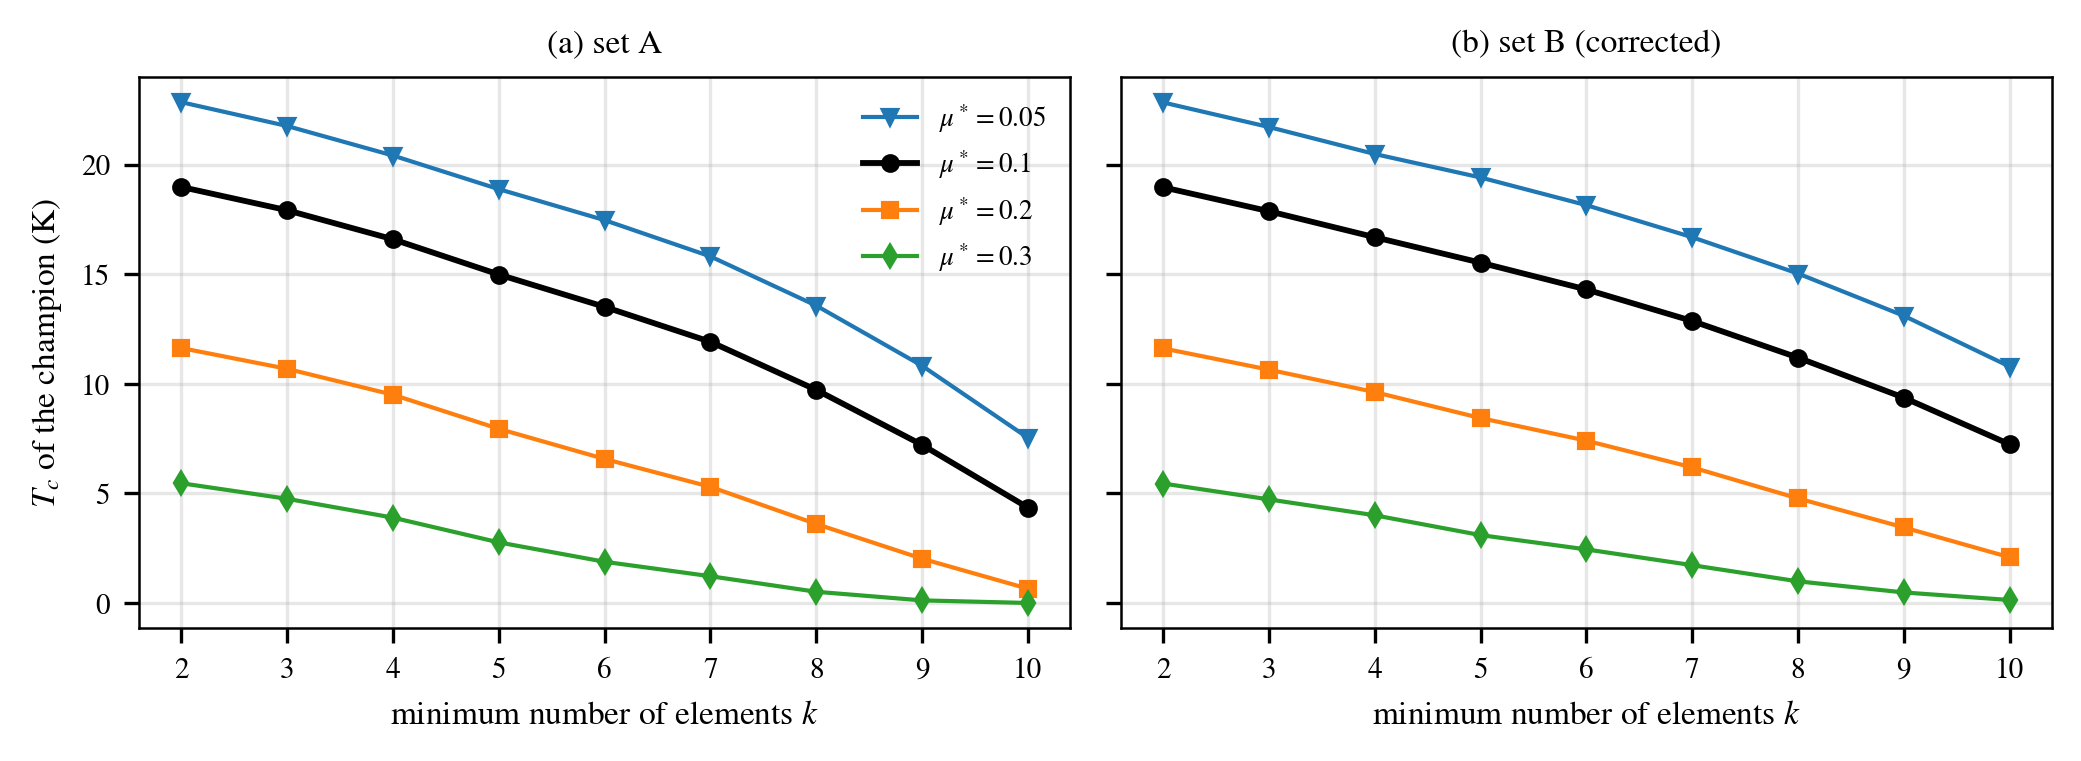 (a) set A
(b) set B (corrected)
T_c of the champion (K)
20
15
10
5
0
μ* = 0.05
μ* = 0.1
μ* = 0.2
μ* = 0.3
2 3 4 5 6 7 8 9 10
2 3 4 5 6 7 8 9 10
minimum number of elements k
minimum number of elements k